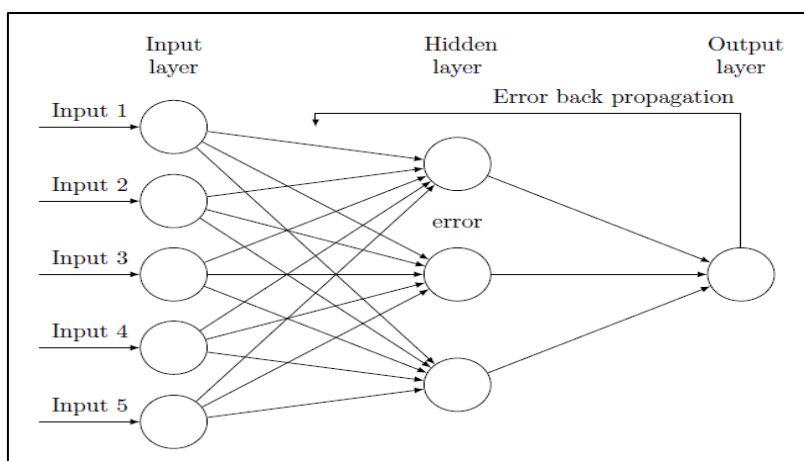 Input
layer
Hidden
layer
Output
layer
Error back propagation
Input 1
Input 2
error
Input 3
Input 4
Input 5